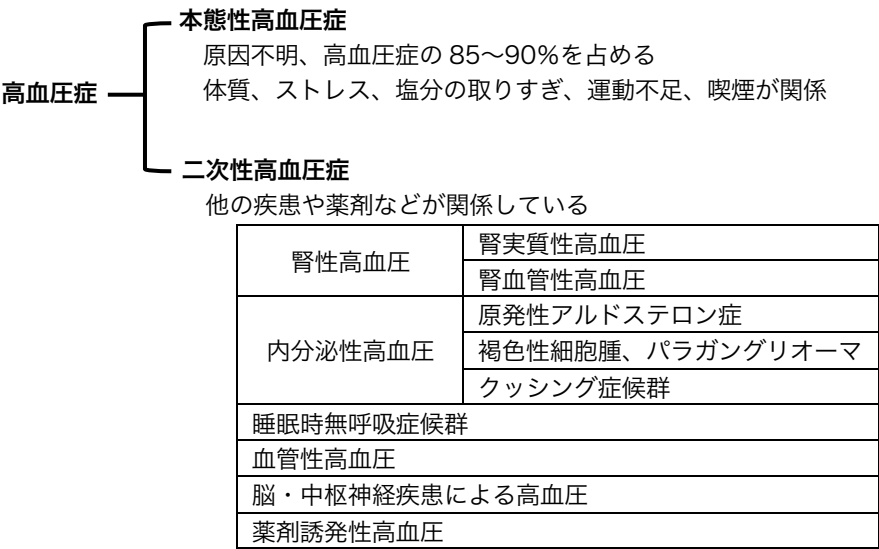 本態性高血圧症
原因不明、高血圧症の 85〜90%を占める
高血圧症
体質、ストレス、塩分の取りすぎ、運動不足、喫煙が関係
二次性高血圧症
他の疾患や薬剤などが関係している
腎性高血圧
腎実質性高血圧
腎血管性高血圧
内分泌性高血圧
原発性アルドステロン症
褐色性細胞腫、パラガングリオーマ
クッシング症候群
睡眠時無呼吸症候群
血管性高血圧
脳・中枢神経疾患による高血圧
薬剤誘発性高血圧